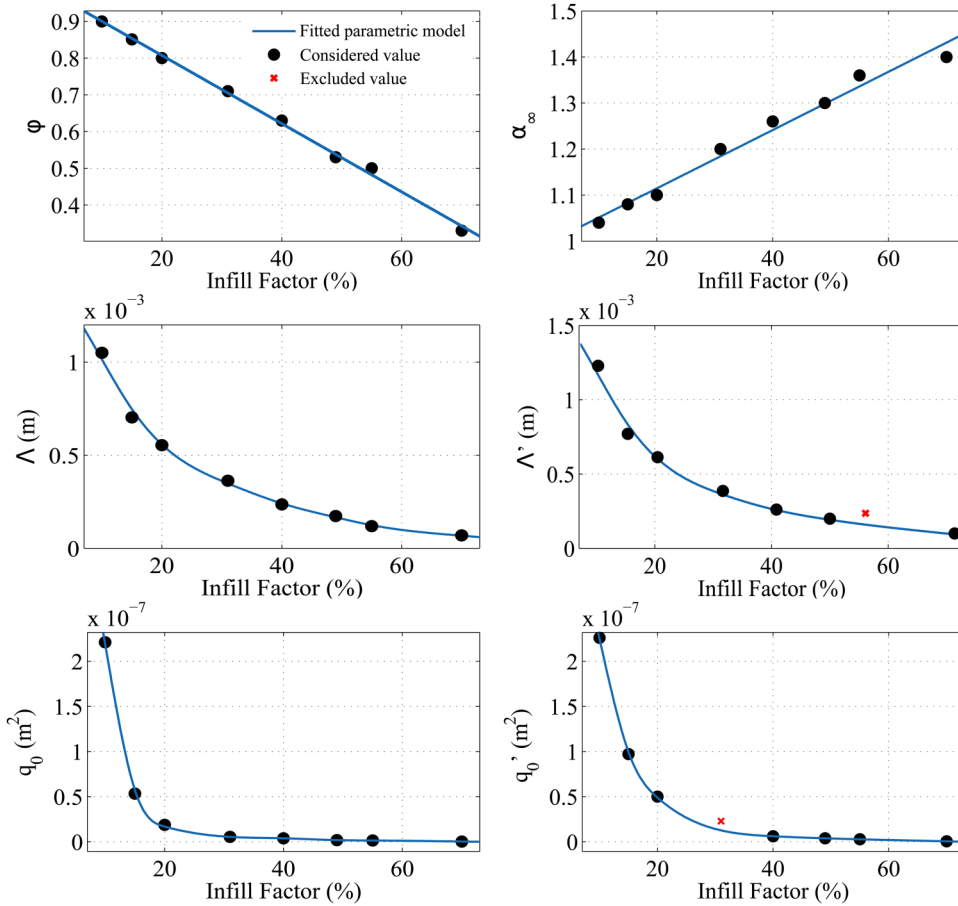 0.9
0.8
0.7
0.6
0.5
0.4
φ
20
40
60
Infill Factor (%)
Fitted parametric model
Considered value
Excluded value
1.5
1.4
1.3
1.2
1.1
1
α∞
20
40
60
Infill Factor (%)
x 10⁻³
1
0.5
0
Λ (m)
20
40
60
Infill Factor (%)
x 10⁻³
1.5
1
0.5
0
Λ’ (m)
20
40
60
Infill Factor (%)
x 10⁻⁷
2
1.5
1
0.5
0
q₀ (m²)
20
40
60
Infill Factor (%)
x 10⁻⁷
2
1.5
1
0.5
0
q₀’ (m²)
20
40
60
Infill Factor (%)